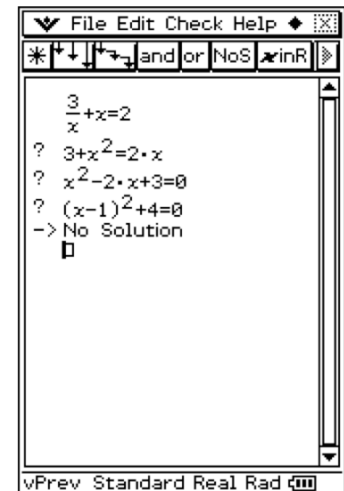 File Edit Check Help
and or NoS xinR
3/x+x=2
? 3+x²=2·x
? x²-2·x+3=0
? (x-1)²+4=0
-> No Solution
vPrev Standard Real Rad